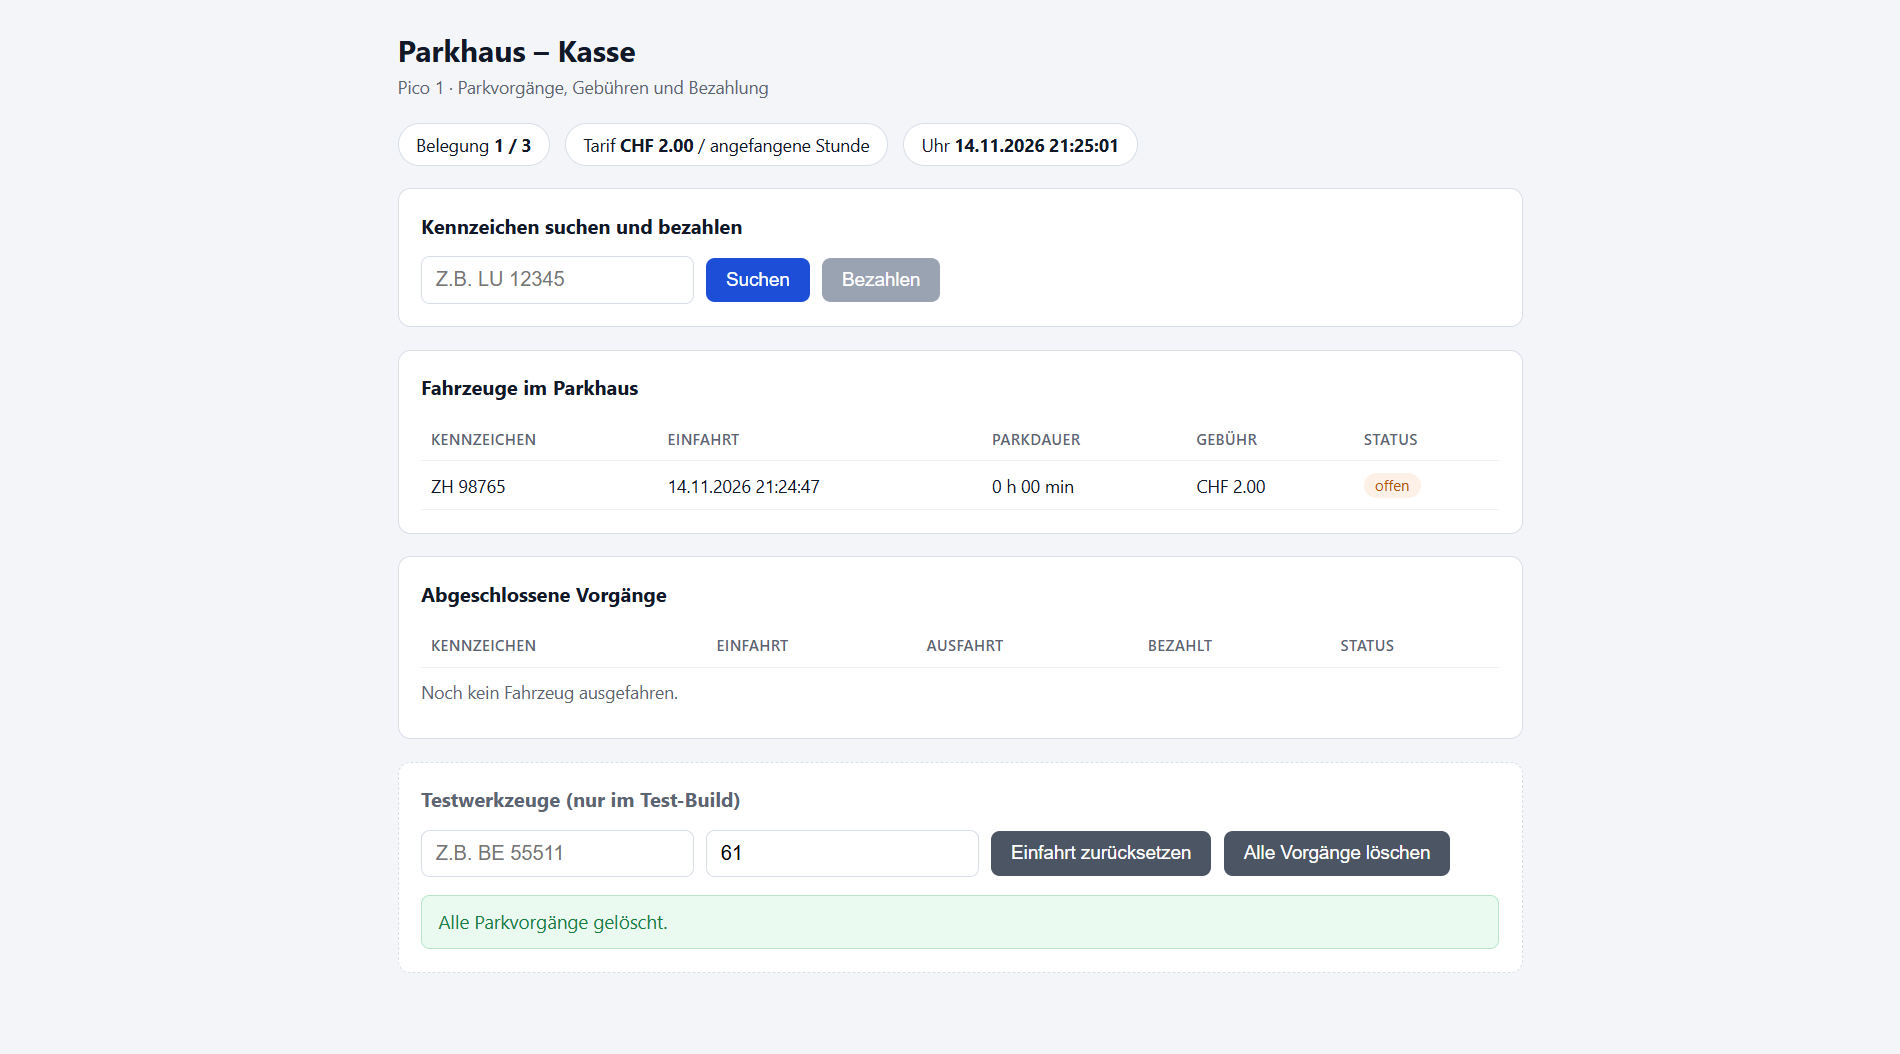 Parkhaus – Kasse
Pico 1 · Parkvorgänge, Gebühren und Bezahlung
Belegung 1 / 3 Tarif CHF 2.00 / angefangene Stunde Uhr 14.11.2026 21:25:01
Kennzeichen suchen und bezahlen
Z.B. LU 12345 Suchen Bezahlen
Fahrzeuge im Parkhaus
KENNZEICHEN EINFAHRT PARKDAUER GEBÜHR STATUS
ZH 98765 14.11.2026 21:24:47 0 h 00 min CHF 2.00 offen
Abgeschlossene Vorgänge
KENNZEICHEN EINFAHRT AUSFAHRT BEZAHLT STATUS
Noch kein Fahrzeug ausgefahren.
Testwerkzeuge (nur im Test-Build)
Z.B. BE 55511 61 Einfahrt zurücksetzen Alle Vorgänge löschen
Alle Parkvorgänge gelöscht.